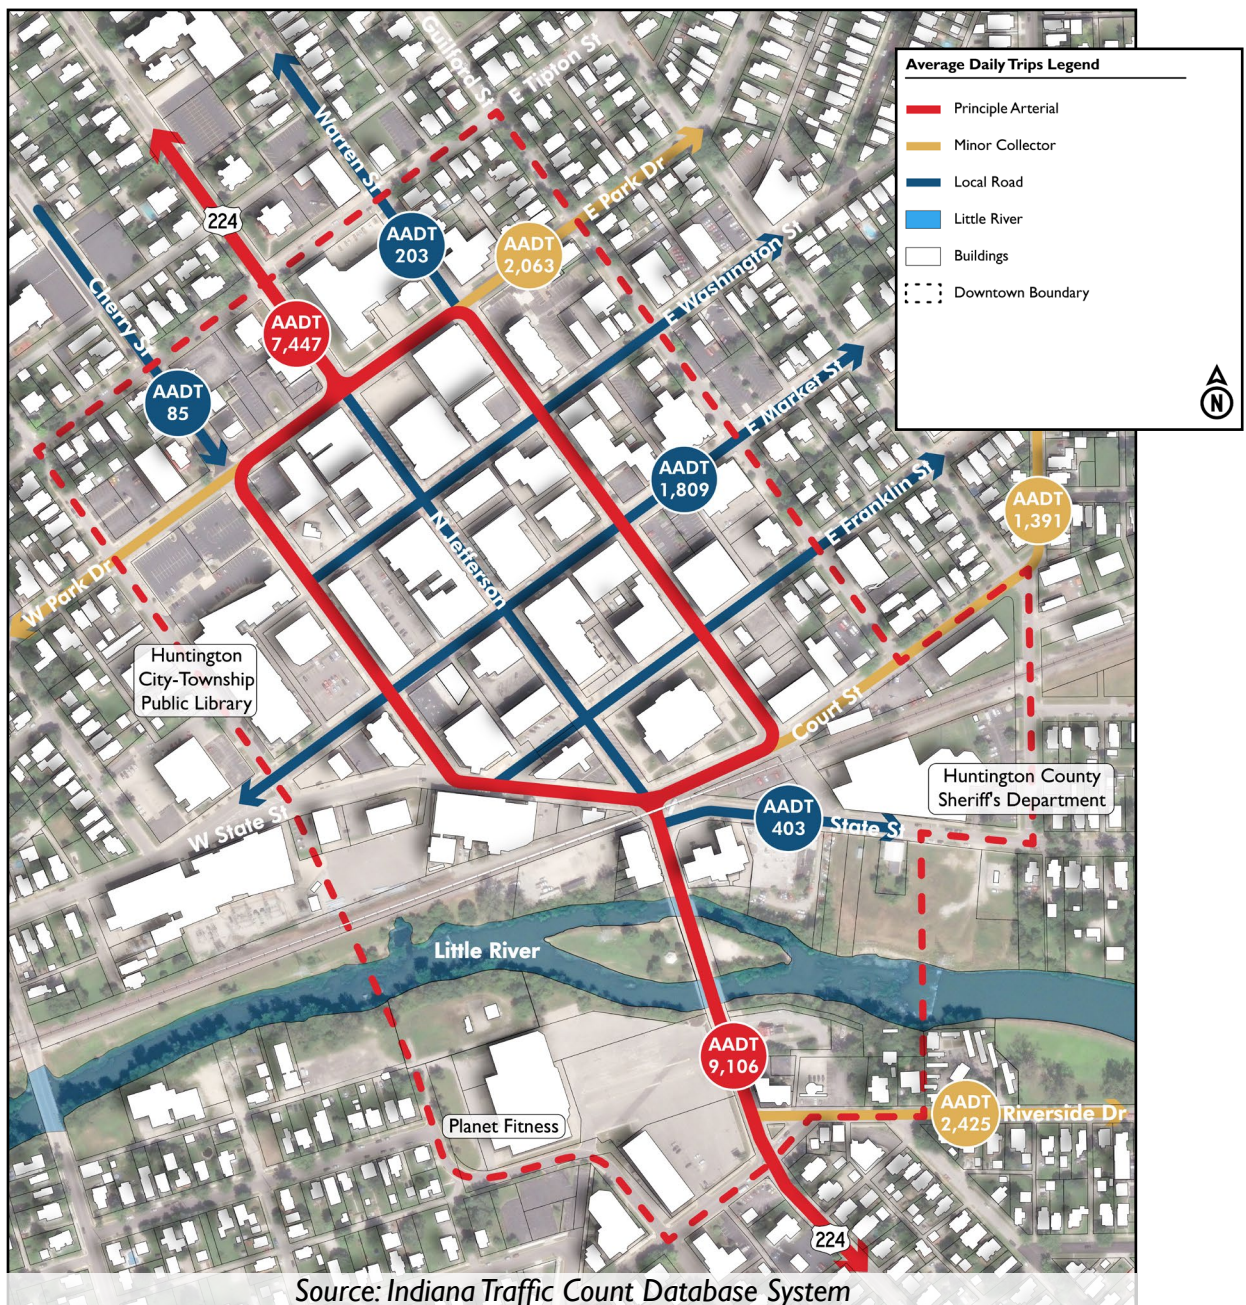 Average Daily Trips Legend
Principle Arterial
Minor Collector
Local Road
Little River
Buildings
Downtown Boundary
N
Guilford St
E Tipton St
Warren St
E Park Dr
224
AADT
203
AADT
2,063
E Washington St
Cherry St
AADT
7,447
AADT
85
E Market St
AADT
1,809
E Franklin St
AADT
1,391
N Jefferson
W Park Dr
Huntington
City-Township
Public Library
Court St
Huntington County
Sheriff's Department
W State St
AADT
403
State St
Little River
AADT
9,106
Planet Fitness
AADT
2,425
Riverside Dr
224
Source: Indiana Traffic Count Database System